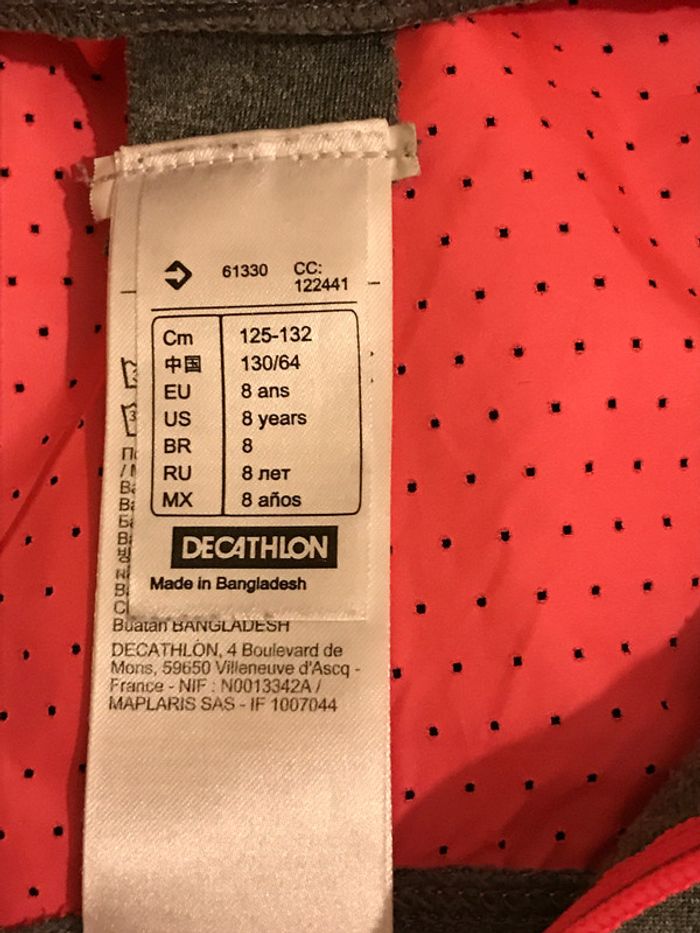 61330 CC:
122441
Cm 125-132
中国 130/64
EU 8 ans
US 8 years
BR 8
RU 8 лет
MX 8 años
DECATHLON
Made in Bangladesh
Buatan BANGLADESH
DECATHLON, 4 Boulevard de
Mons, 59650 Villeneuve d'Ascq -
France - NIF : N0013342A /
MAPLARIS SAS - IF 1007044